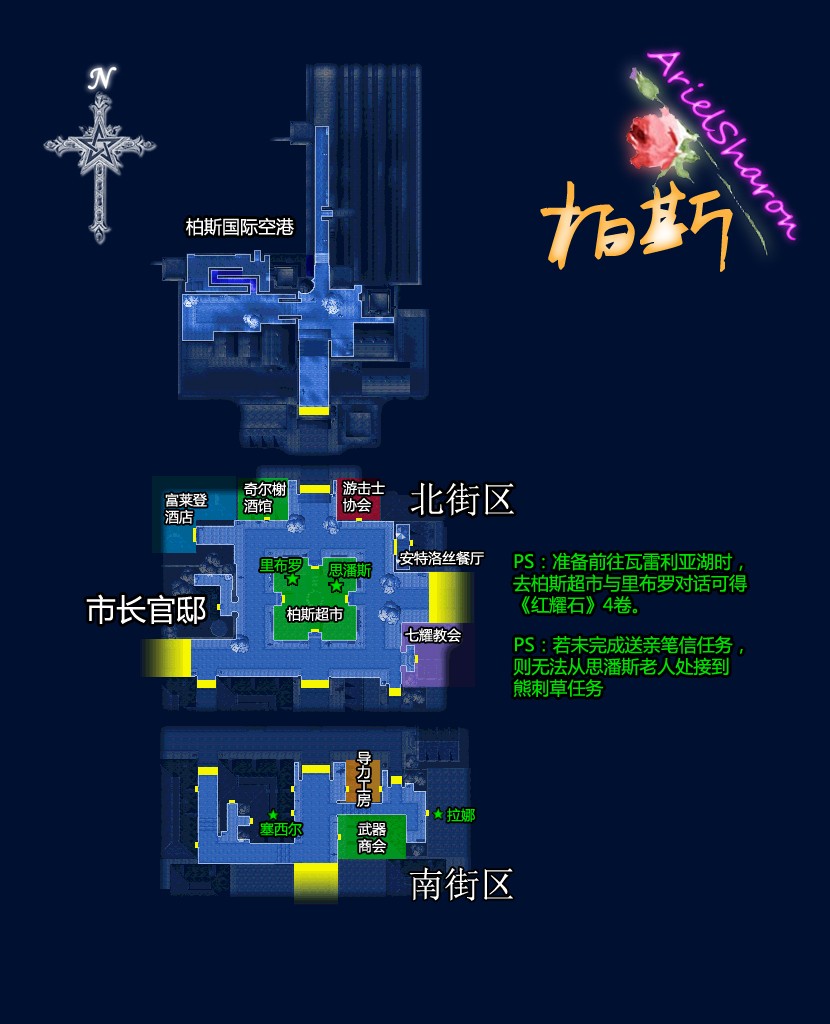 N
ArielSharon
柏斯
柏斯国际空港
富莱登
酒店
奇尔榭
酒馆
游击士
协会
北街区
安特洛丝餐厅
里布罗
思潘斯
柏斯超市
市长官邸
七耀教会
PS：准备前往瓦雷利亚湖时，
去柏斯超市与里布罗对话可得
《红耀石》4卷。
PS：若未完成送亲笔信任务，
则无法从思潘斯老人处接到
熊刺草任务
导力工房
塞西尔
武器
商会
拉娜
南街区